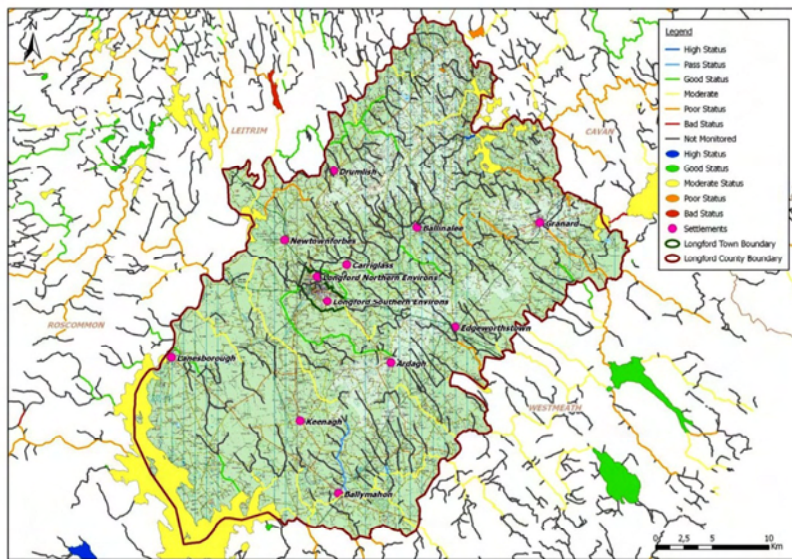 N
Legend
High Status
Pass Status
Good Status
Moderate
Poor Status
Bad Status
Not Monitored
High Status
Good Status
Moderate Status
Poor Status
Bad Status
Settlements
Longford Town Boundary
Longford County Boundary
LEITRIM
CAVAN
Drumlish
Granard
Ballinalee
Newtownforbes
Carriglass
Longford Northern Environs
Longford Southern Environs
ROSCOMMON
Edgeworthstown
Lanesborough
Ardagh
WESTMEATH
Keenagh
Ballymahon
0 2,5 5 10
Km